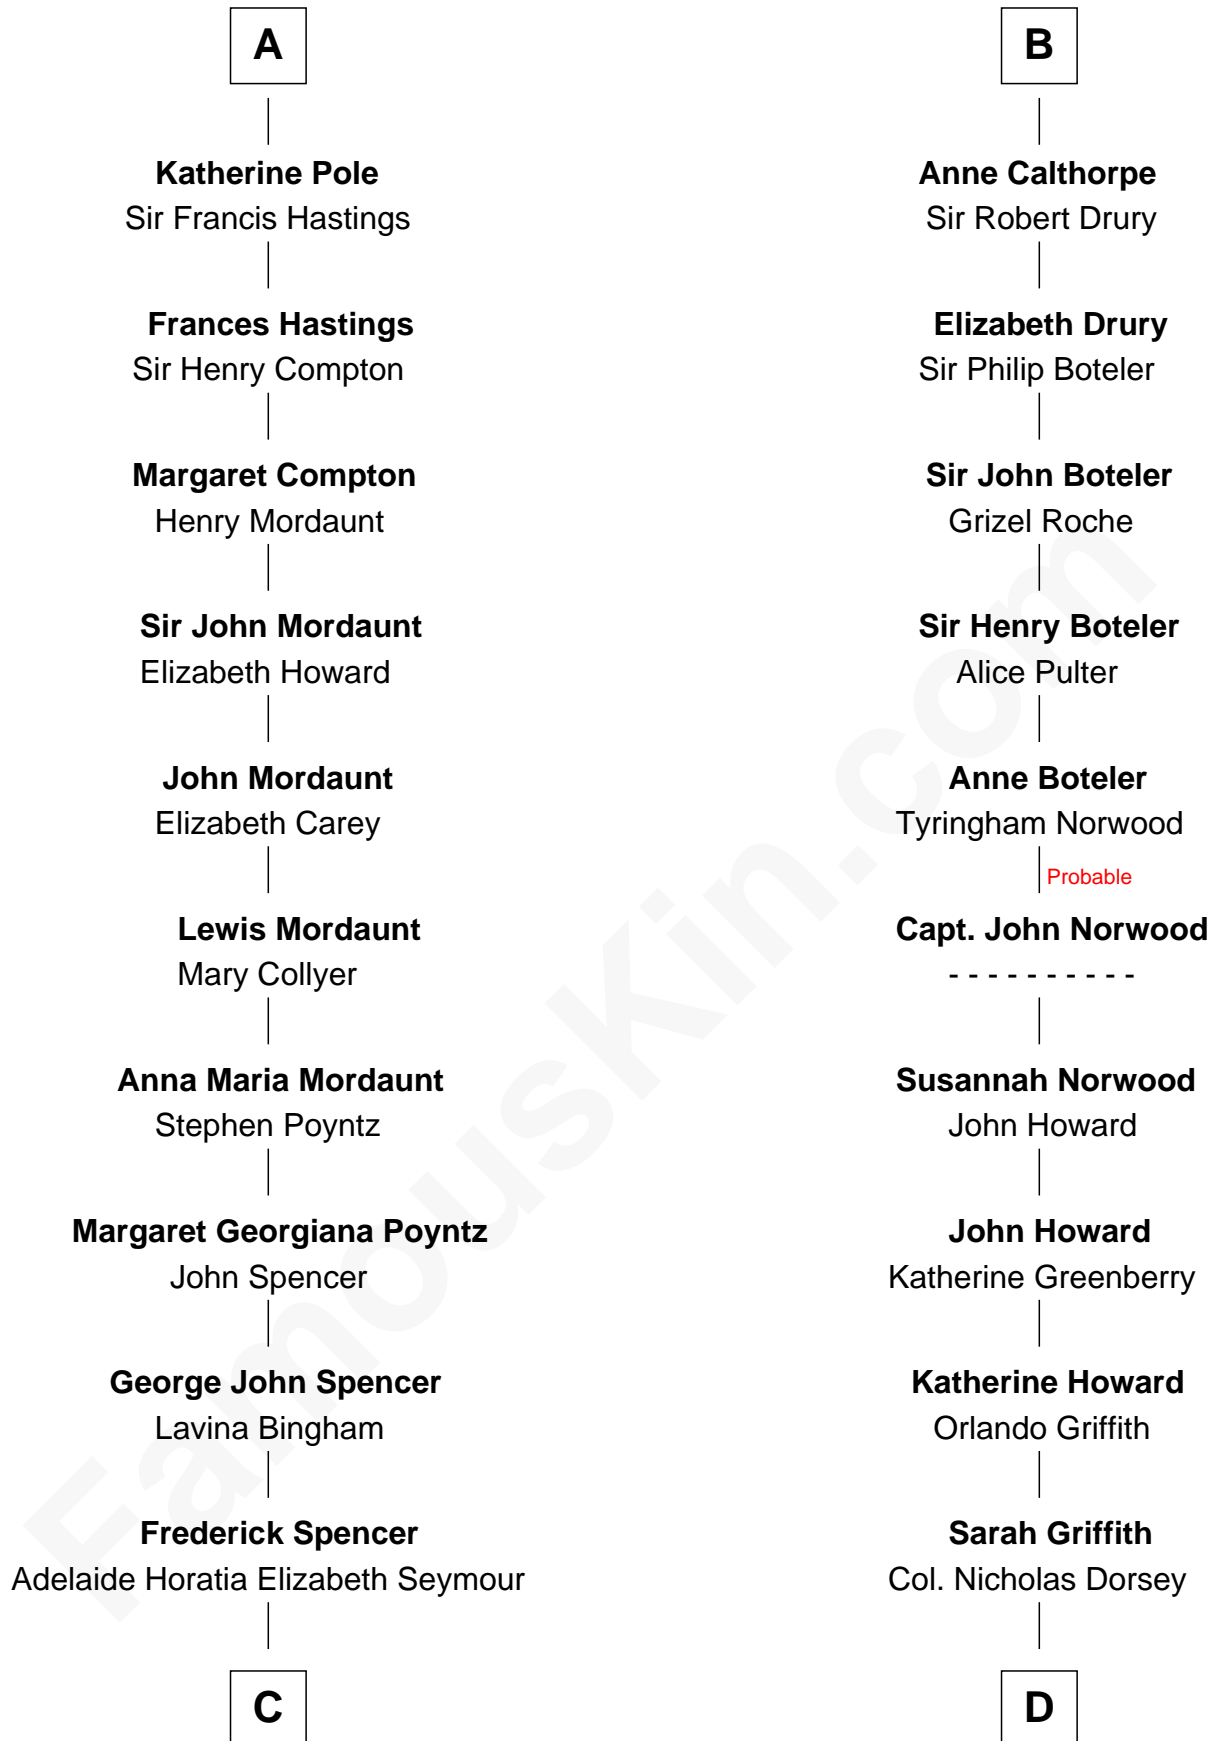 A
Katherine Pole
Sir Francis Hastings
Frances Hastings
Sir Henry Compton
Margaret Compton
Henry Mordaunt
Sir John Mordaunt
Elizabeth Howard
John Mordaunt
Elizabeth Carey
Lewis Mordaunt
Mary Collyer
Anna Maria Mordaunt
Stephen Poyntz
Margaret Georgiana Poyntz
John Spencer
George John Spencer
Lavina Bingham
Frederick Spencer
Adelaide Horatia Elizabeth Seymour
C
B
Anne Calthorpe
Sir Robert Drury
Elizabeth Drury
Sir Philip Boteler
Sir John Boteler
Grizel Roche
Sir Henry Boteler
Alice Pulter
Anne Boteler
Tyringham Norwood
Probable
Capt. John Norwood
- - - - - - - - - -
Susannah Norwood
John Howard
John Howard
Katherine Greenberry
Katherine Howard
Orlando Griffith
Sarah Griffith
Col. Nicholas Dorsey
D
FamousKin.com